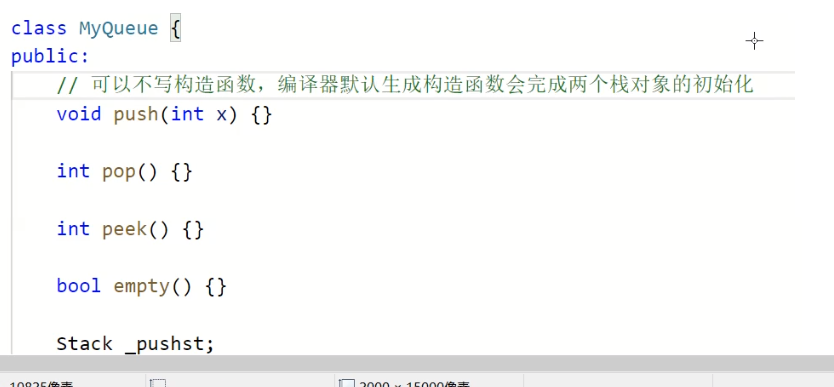 class MyQueue {
public:
// 可以不写构造函数，编译器默认生成构造函数会完成两个栈对象的初始化
void push(int x) {}
int pop() {}
int peek() {}
bool empty() {}
Stack _pushst;
10825像素
2000 × 15000像素